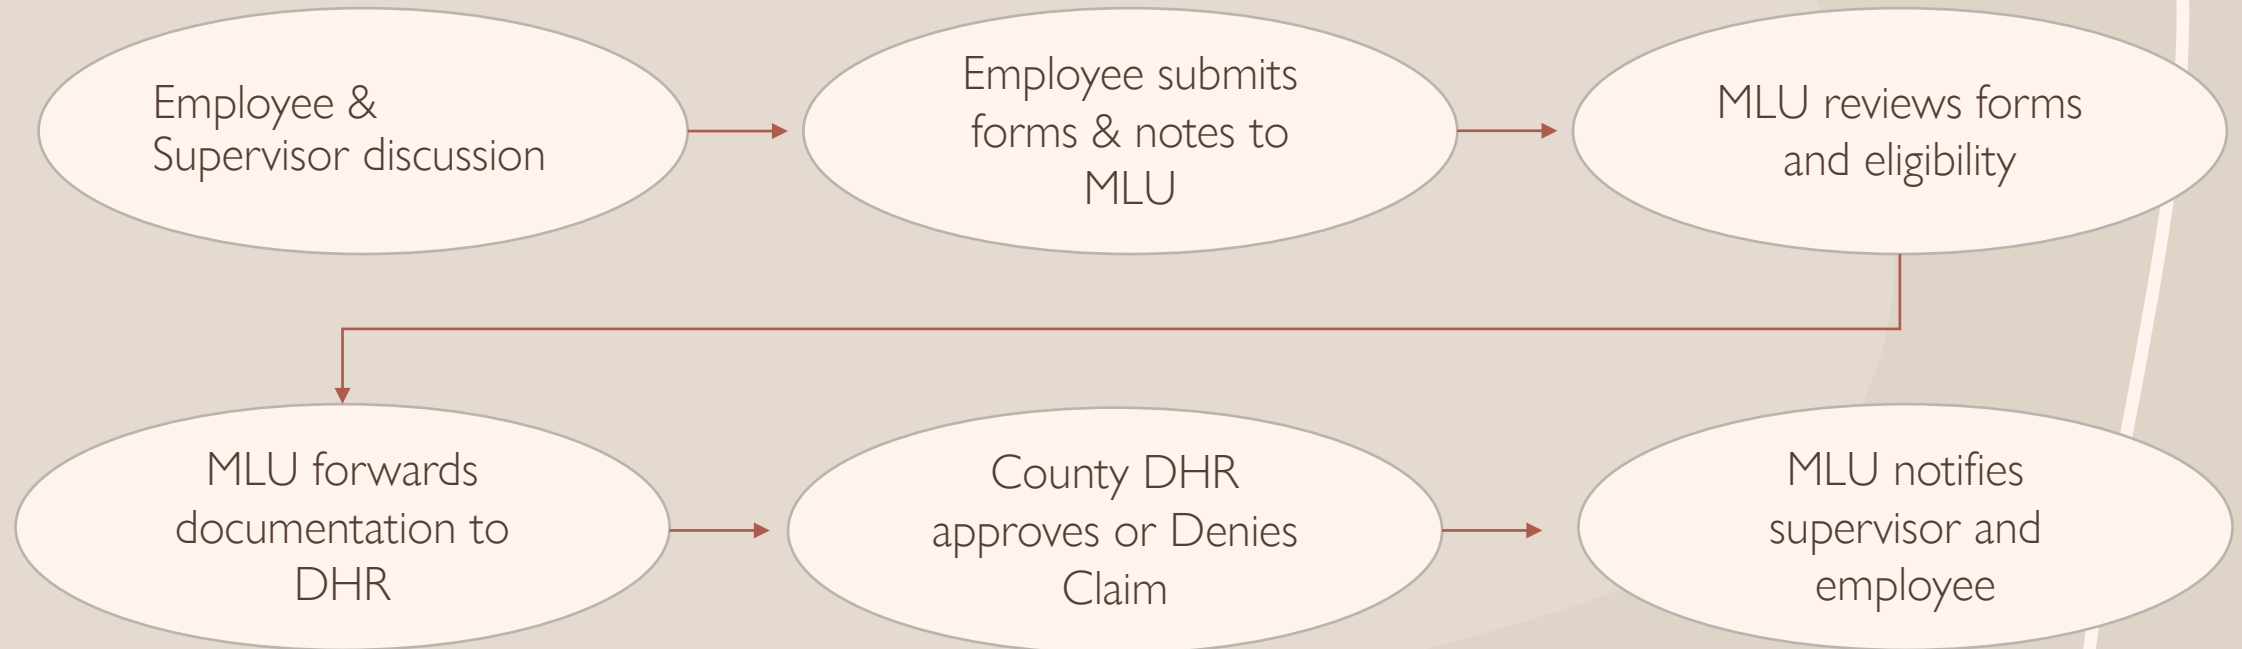 Employee &
Supervisor discussion
Employee submits
forms & notes to
MLU
MLU reviews forms
and eligibility
MLU forwards
documentation to
DHR
County DHR
approves or Denies
Claim
MLU notifies
supervisor and
employee